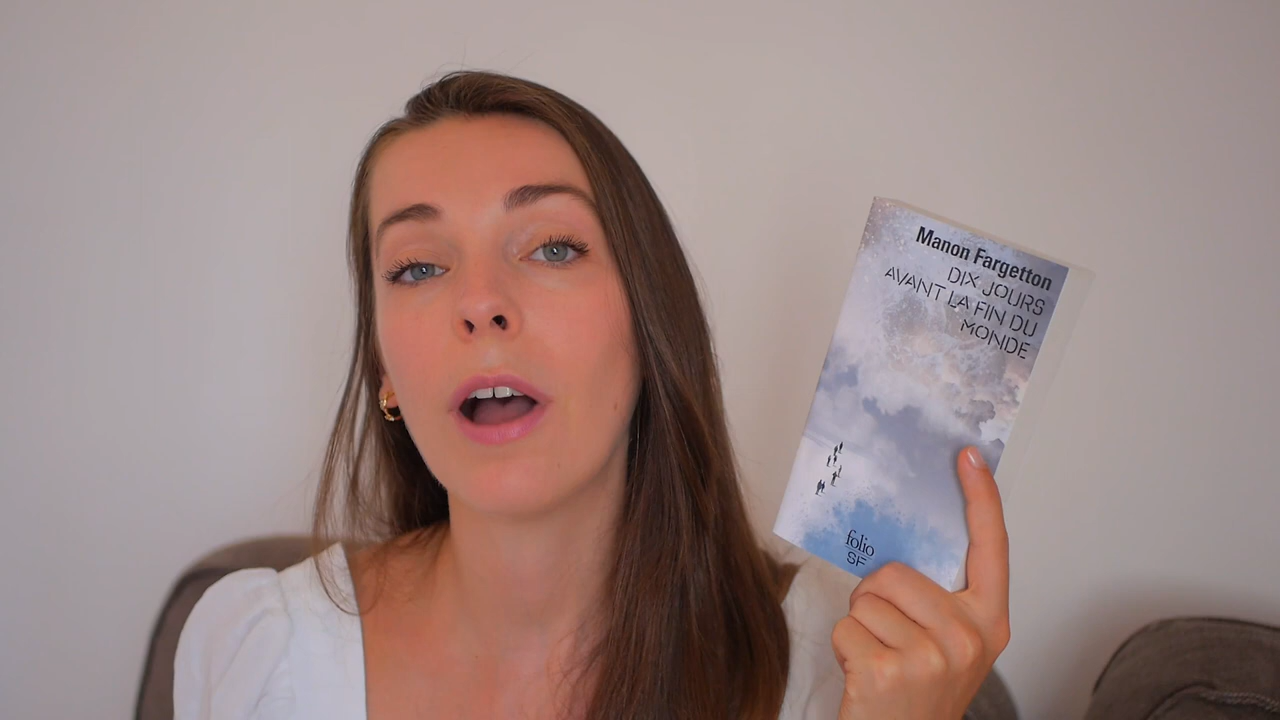 Manon Fargetton
DIX JOURS
AVANT LA FIN DU
MONDE
folio
SF